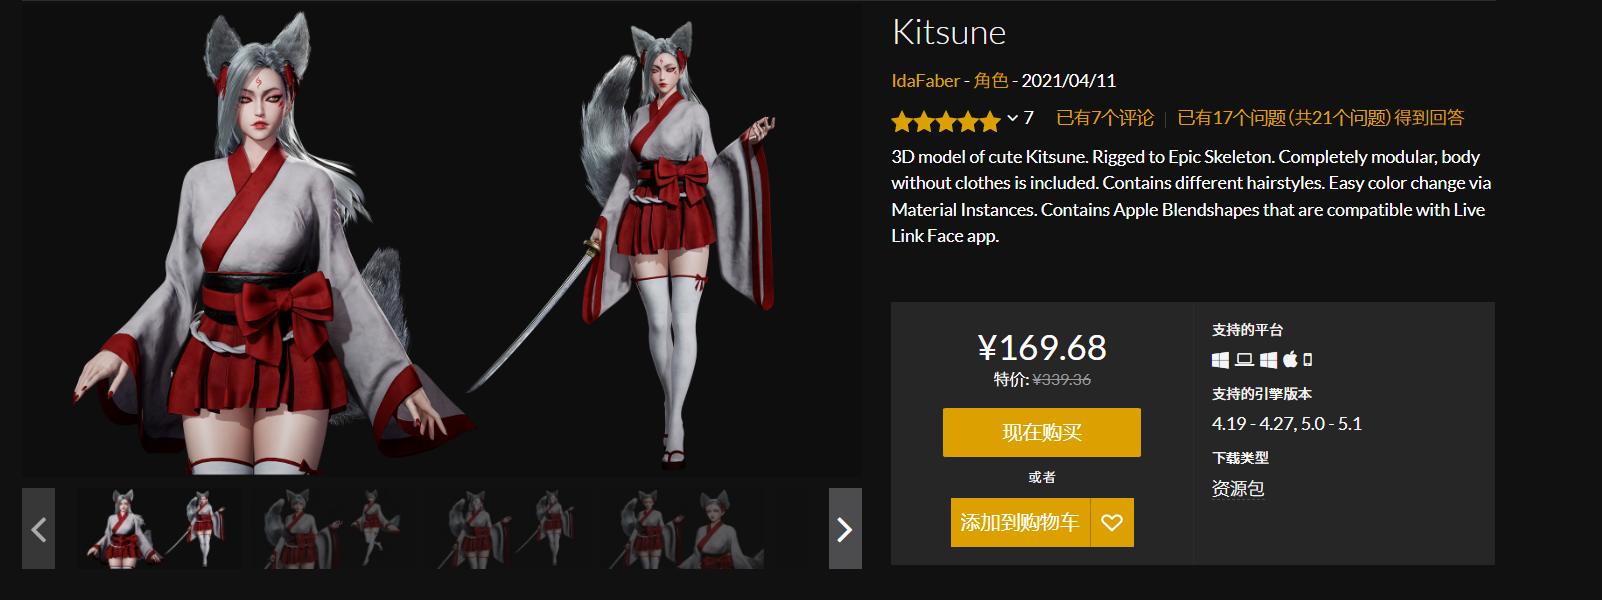 Kitsune
IdaFaber - 角色 - 2021/04/11
7 已有7个评论 | 已有17个问题 (共21个问题) 得到回答
3D model of cute Kitsune. Rigged to Epic Skeleton. Completely modular, body
without clothes is included. Contains different hairstyles. Easy color change via
Material Instances. Contains Apple Blendshapes that are compatible with Live
Link Face app.
¥169.68
特价: ¥339.36
现在购买
或者
添加到购物车
支持的平台
支持的引擎版本
4.19 - 4.27, 5.0 - 5.1
下载类型
资源包